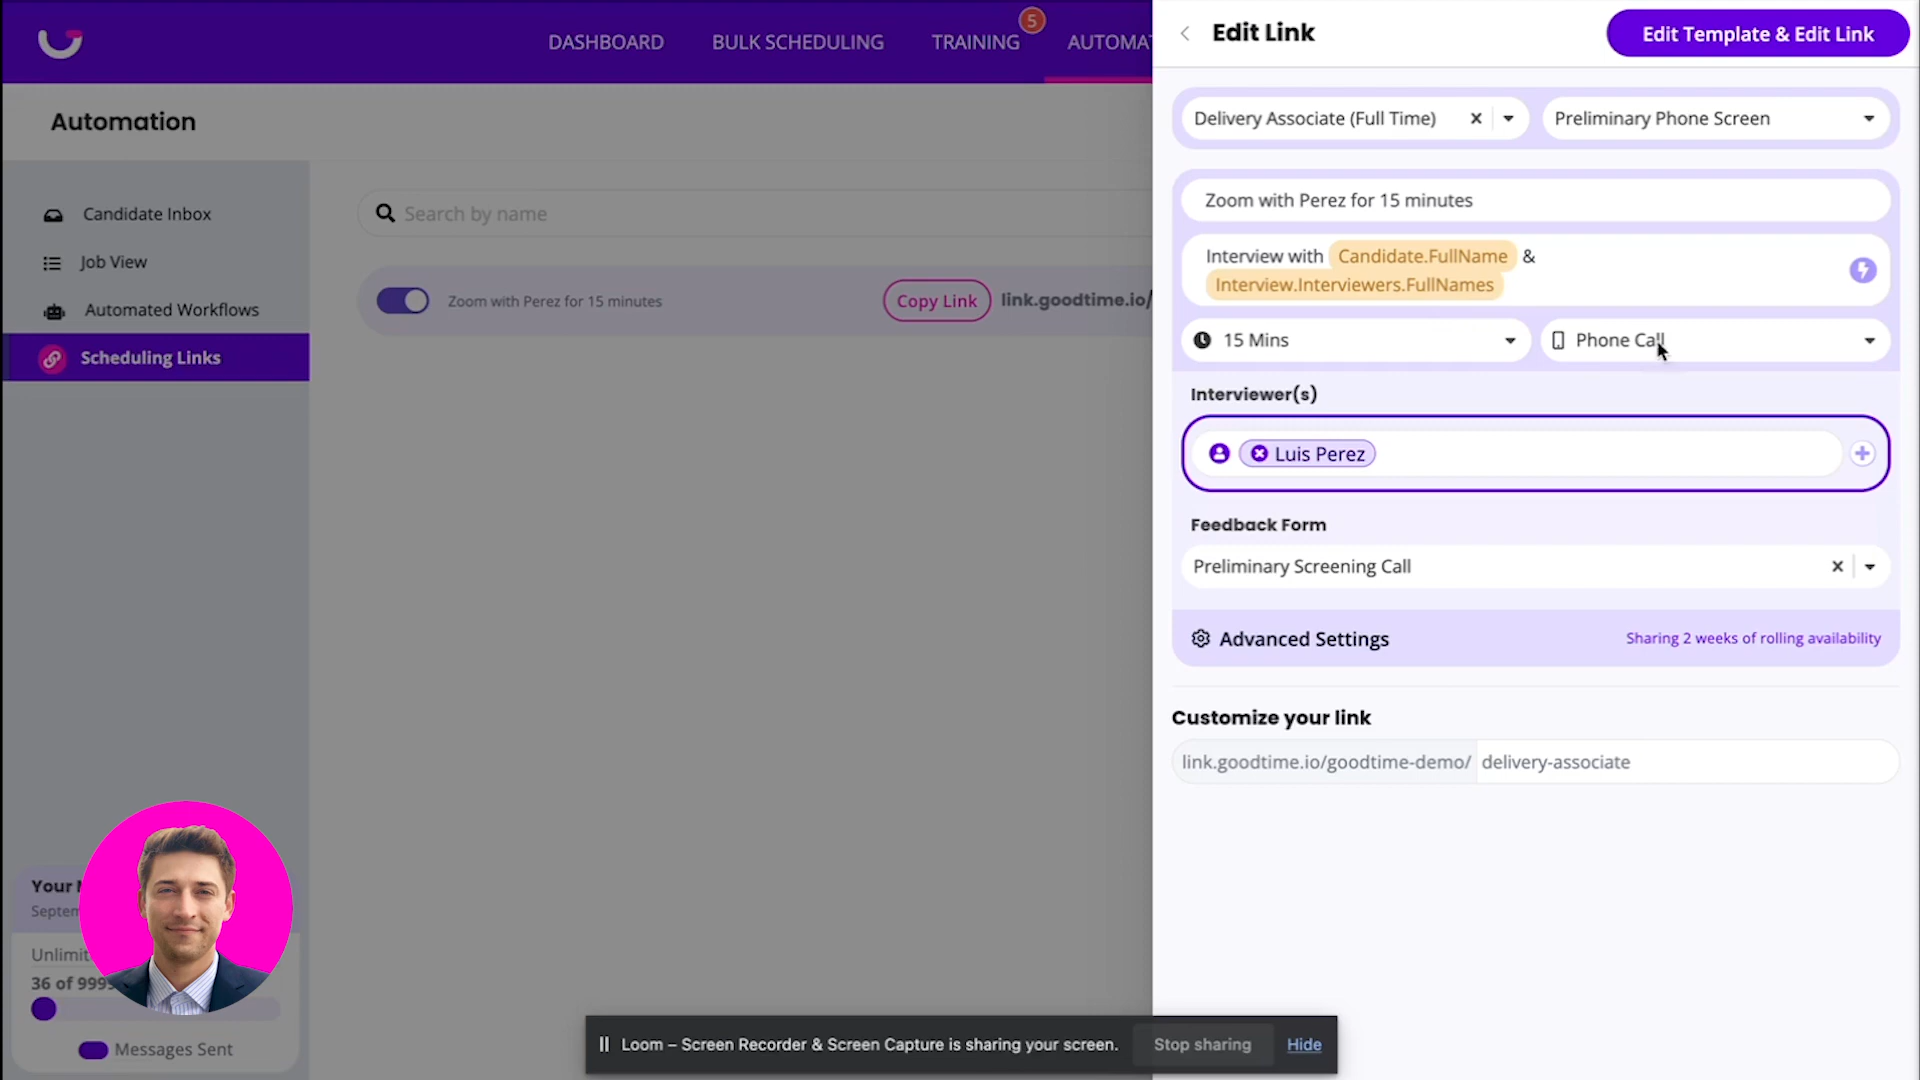 DASHBOARD
BULK SCHEDULING
TRAINING
5
Automation
Candidate Inbox
Job View
Automated Workflows
Scheduling Links
Search by name
Zoom with Perez for 15 minutes
Copy Link
link.goodtime.io/
Your
Unlimit
36 of 9999
Messages Sent
Edit Link
Edit Template & Edit Link
Delivery Associate (Full Time)
Preliminary Phone Screen
Zoom with Perez for 15 minutes
Interview with Candidate.FullName &
Interview.Interviewers.FullNames
15 Mins
Phone Call
Interviewer(s)
Luis Perez
Feedback Form
Preliminary Screening Call
Advanced Settings
Sharing 2 weeks of rolling availability
Customize your link
link.goodtime.io/goodtime-demo/ delivery-associate
Loom – Screen Recorder & Screen Capture is sharing your screen.
Stop sharing
Hide